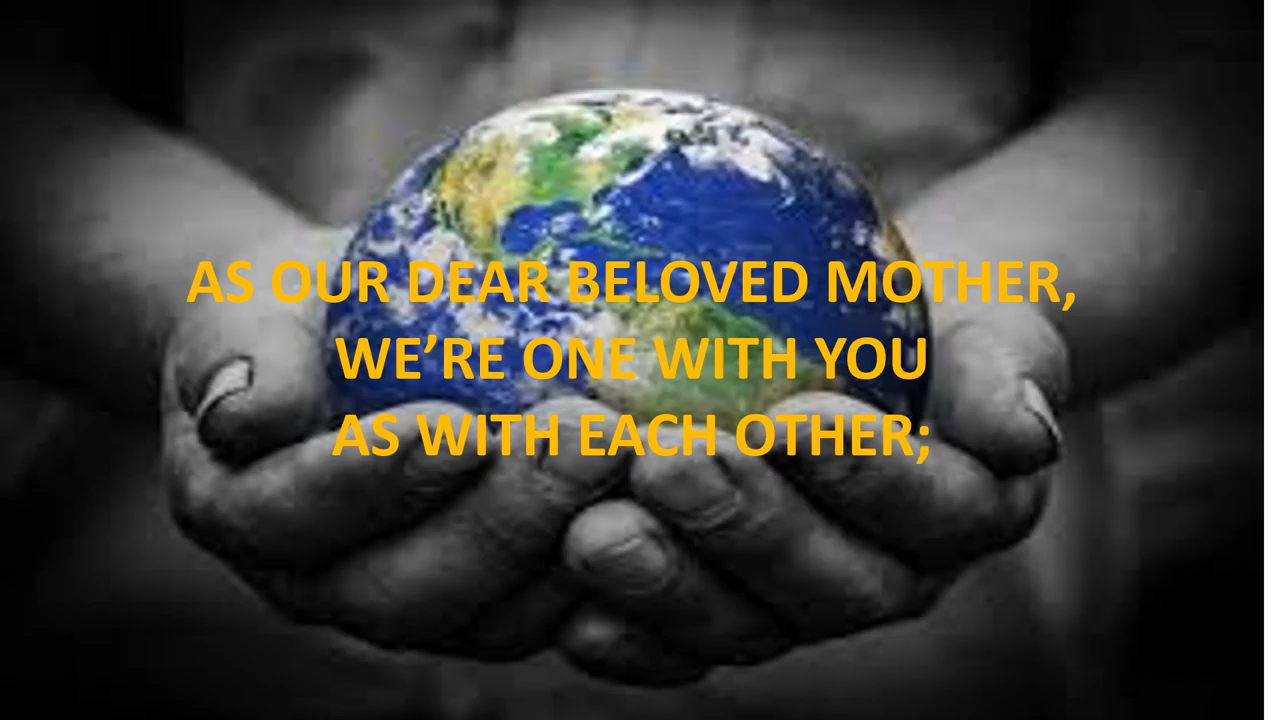 AS OUR DEAR BELOVED MOTHER,
WE’RE ONE WITH YOU
AS WITH EACH OTHER;